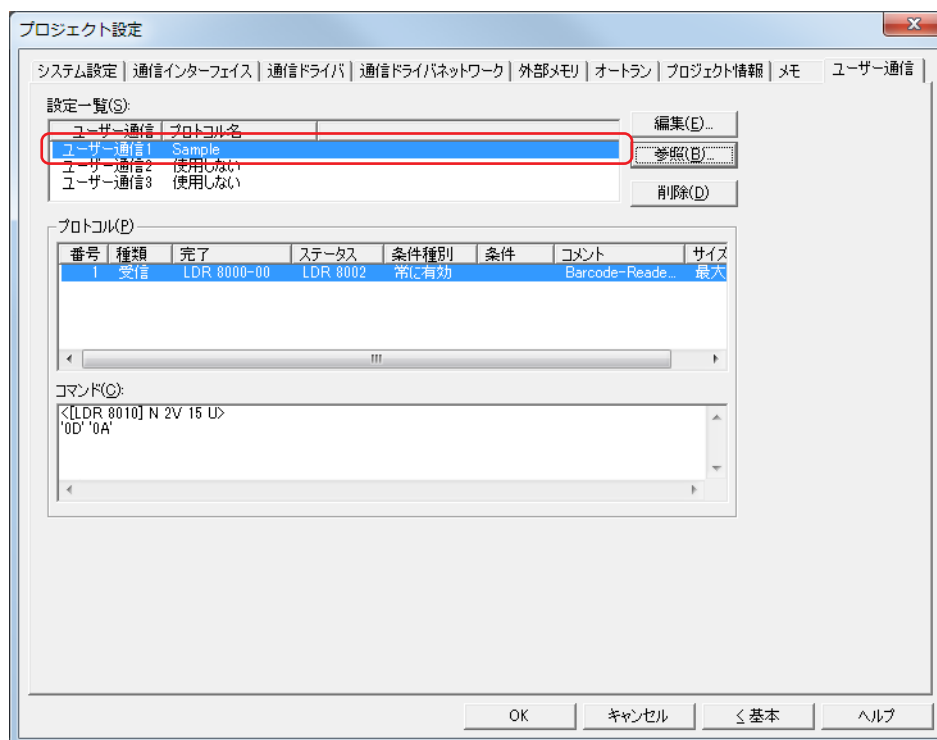 プロジェクト設定
システム設定 通信インターフェイス 通信ドライバ 通信ドライバネットワーク 外部メモリ オートラン プロジェクト情報 メモ ユーザー通信
設定一覧(S):
ユーザー通信 プロトコル名
編集(E)...
ユーザー通信1 Sample
参照(B)...
ユーザー通信2 使用しない
ユーザー通信3 使用しない
削除(D)
プロトコル(P)
番号 種類 完了 ステータス 条件種別 条件 コメント サイズ
1 受信 LDR 8000-00 LDR 8002 常に有効 Barcode-Reade... 最大
コマンド(C):
<[LDR 8010] N 2V 15 U>
'0D' '0A'
OK キャンセル < 基本 ヘルプ